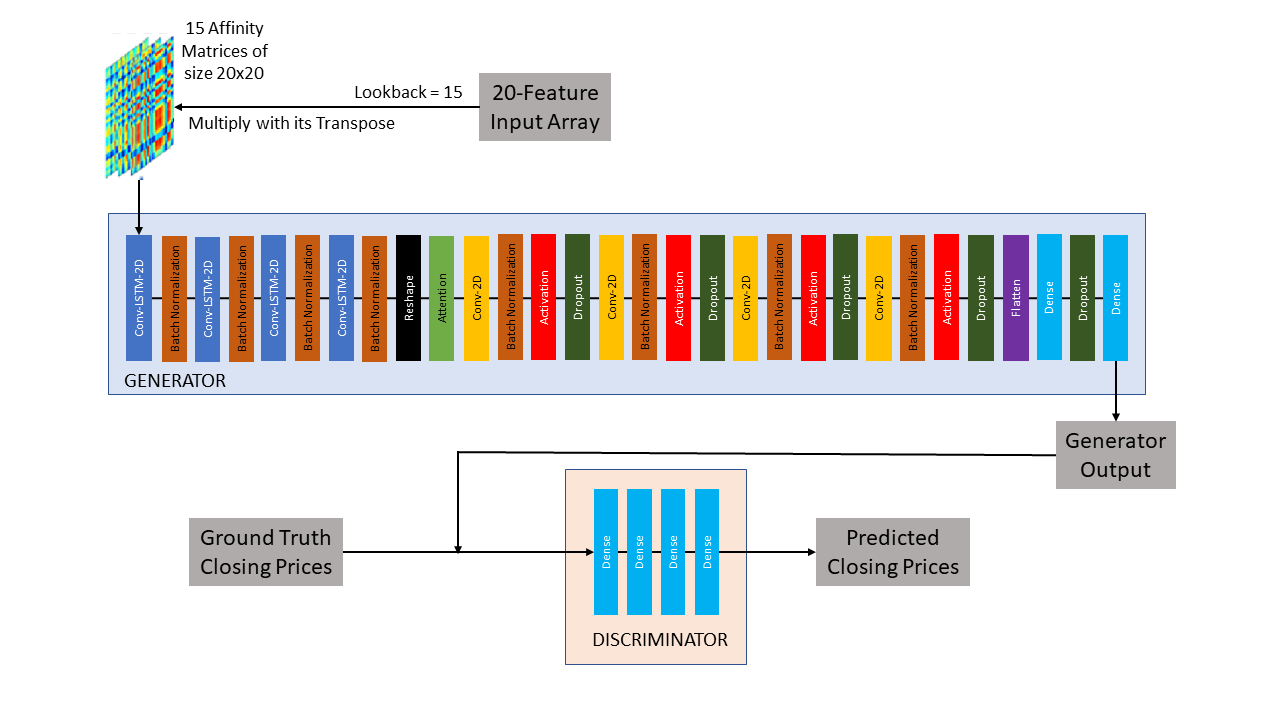 15 Affinity
Matrices of
size 20x20
Lookback = 15
Multiply with its Transpose
20-Feature
Input Array
Conv-LSTM-2D
Batch Normalization
Conv-LSTM-2D
Batch Normalization
Conv-LSTM-2D
Batch Normalization
Conv-LSTM-2D
Batch Normalization
Reshape
Attention
Conv-2D
Batch Normalization
Activation
Dropout
Conv-2D
Batch Normalization
Activation
Dropout
Conv-2D
Batch Normalization
Activation
Dropout
Conv-2D
Batch Normalization
Activation
Dropout
Flatten
Dense
Dropout
Dense
GENERATOR
Generator
Output
Ground Truth
Closing Prices
Dense
Dense
Dense
Dense
DISCRIMINATOR
Predicted
Closing Prices